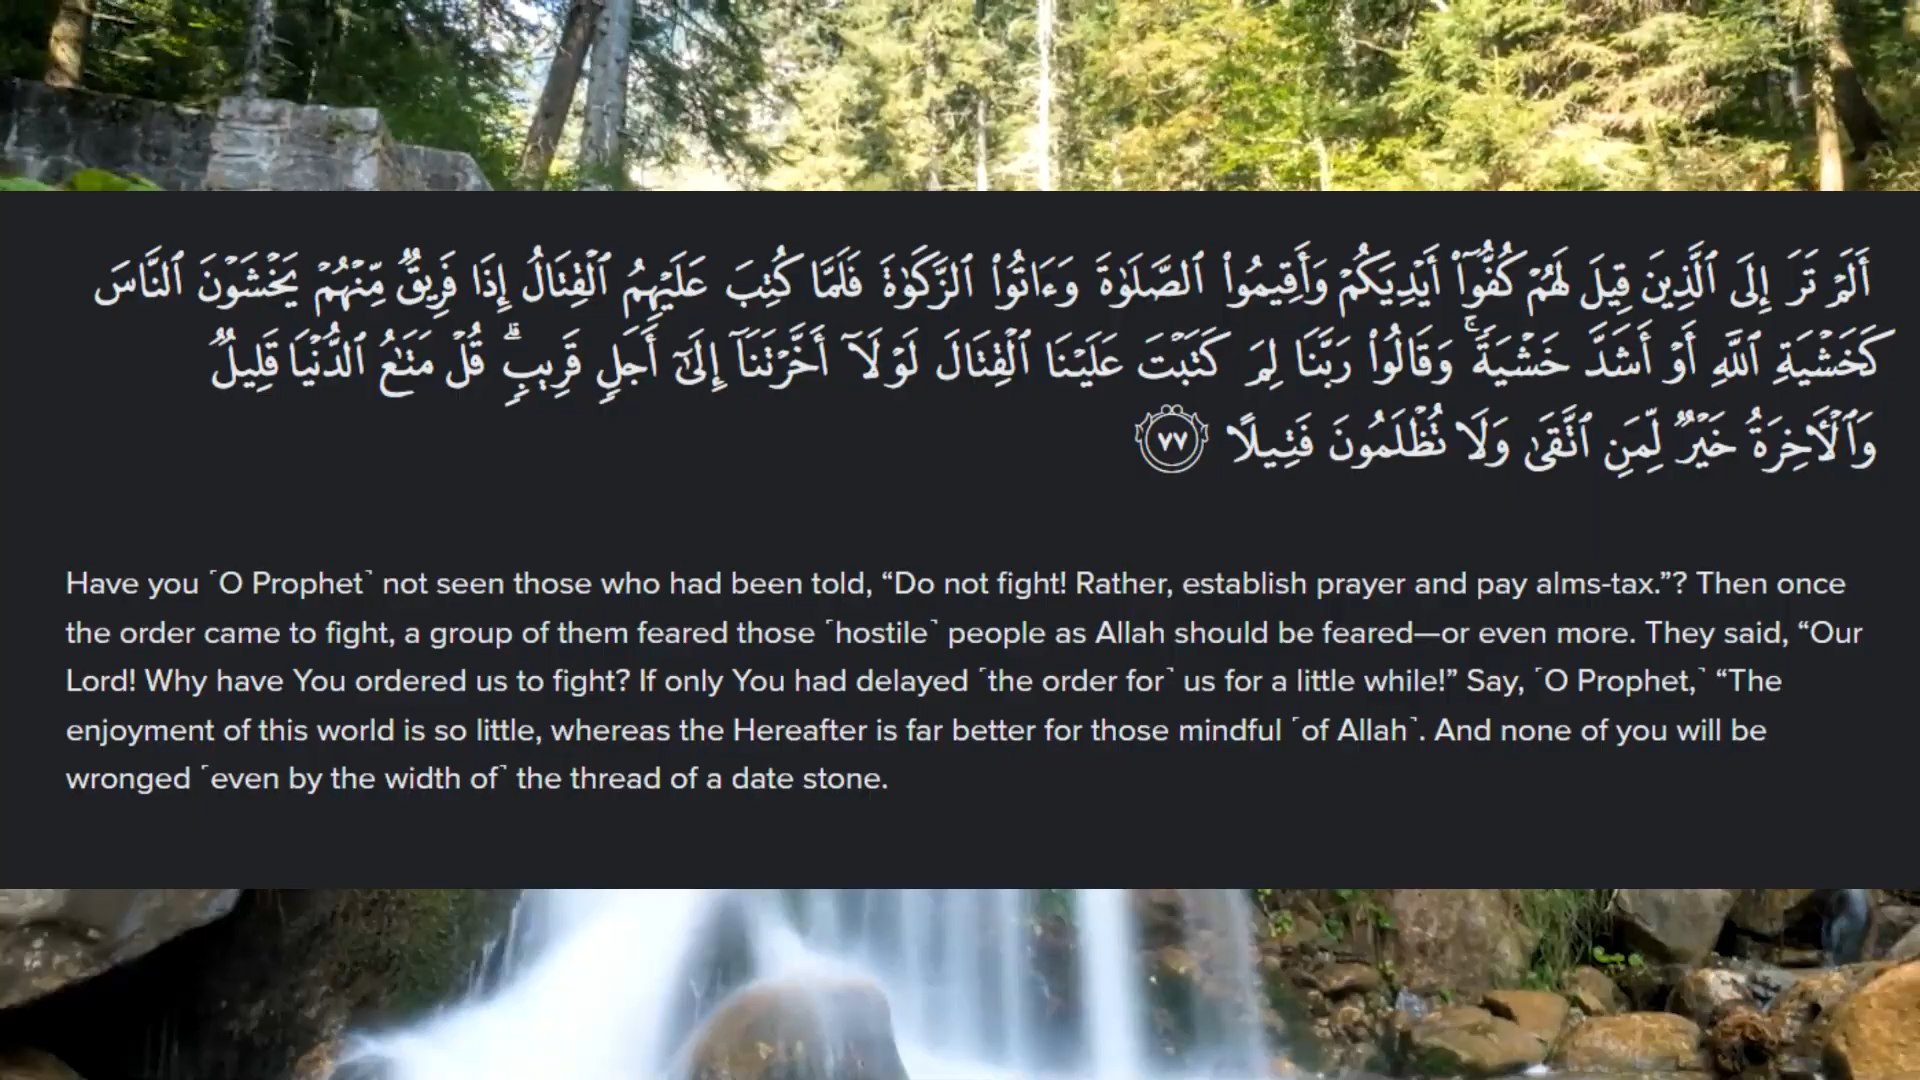 أَلَمْ تَرَ إِلَى ٱلَّذِينَ قِيلَ لَهُمْ كُفُّوٓا۟ أَيْدِيَكُمْ وَأَقِيمُوا۟ ٱلصَّلَوٰةَ وَءَاتُوا۟ ٱلزَّكَوٰةَ فَلَمَّا كُتِبَ عَلَيْهِمُ ٱلْقِتَالُ إِذَا فَرِيقٌ مِّنْهُمْ يَخْشَوْنَ ٱلنَّاسَ
كَخَشْيَةِ ٱللَّهِ أَوْ أَشَدَّ خَشْيَةً ۚ وَقَالُوا۟ رَبَّنَا لِمَ كَتَبْتَ عَلَيْنَا ٱلْقِتَالَ لَوْلَآ أَخَّرْتَنَآ إِلَىٰٓ أَجَلٍ قَرِيبٍ ۗ قُلْ مَتَـٰعُ ٱلدُّنْيَا قَلِيلٌ
وَٱلْـَٔاخِرَةُ خَيْرٌ لِّمَنِ ٱتَّقَىٰ وَلَا تُظْلَمُونَ فَتِيلًا ٧٧
Have you ˹O Prophet˺ not seen those who had been told, “Do not fight! Rather, establish prayer and pay alms-tax.”? Then once
the order came to fight, a group of them feared those ˹hostile˺ people as Allah should be feared—or even more. They said, “Our
Lord! Why have You ordered us to fight? If only You had delayed ˹the order for˺ us for a little while!” Say, ˹O Prophet,˺ “The
enjoyment of this world is so little, whereas the Hereafter is far better for those mindful ˹of Allah˺. And none of you will be
wronged ˹even by the width of˺ the thread of a date stone.